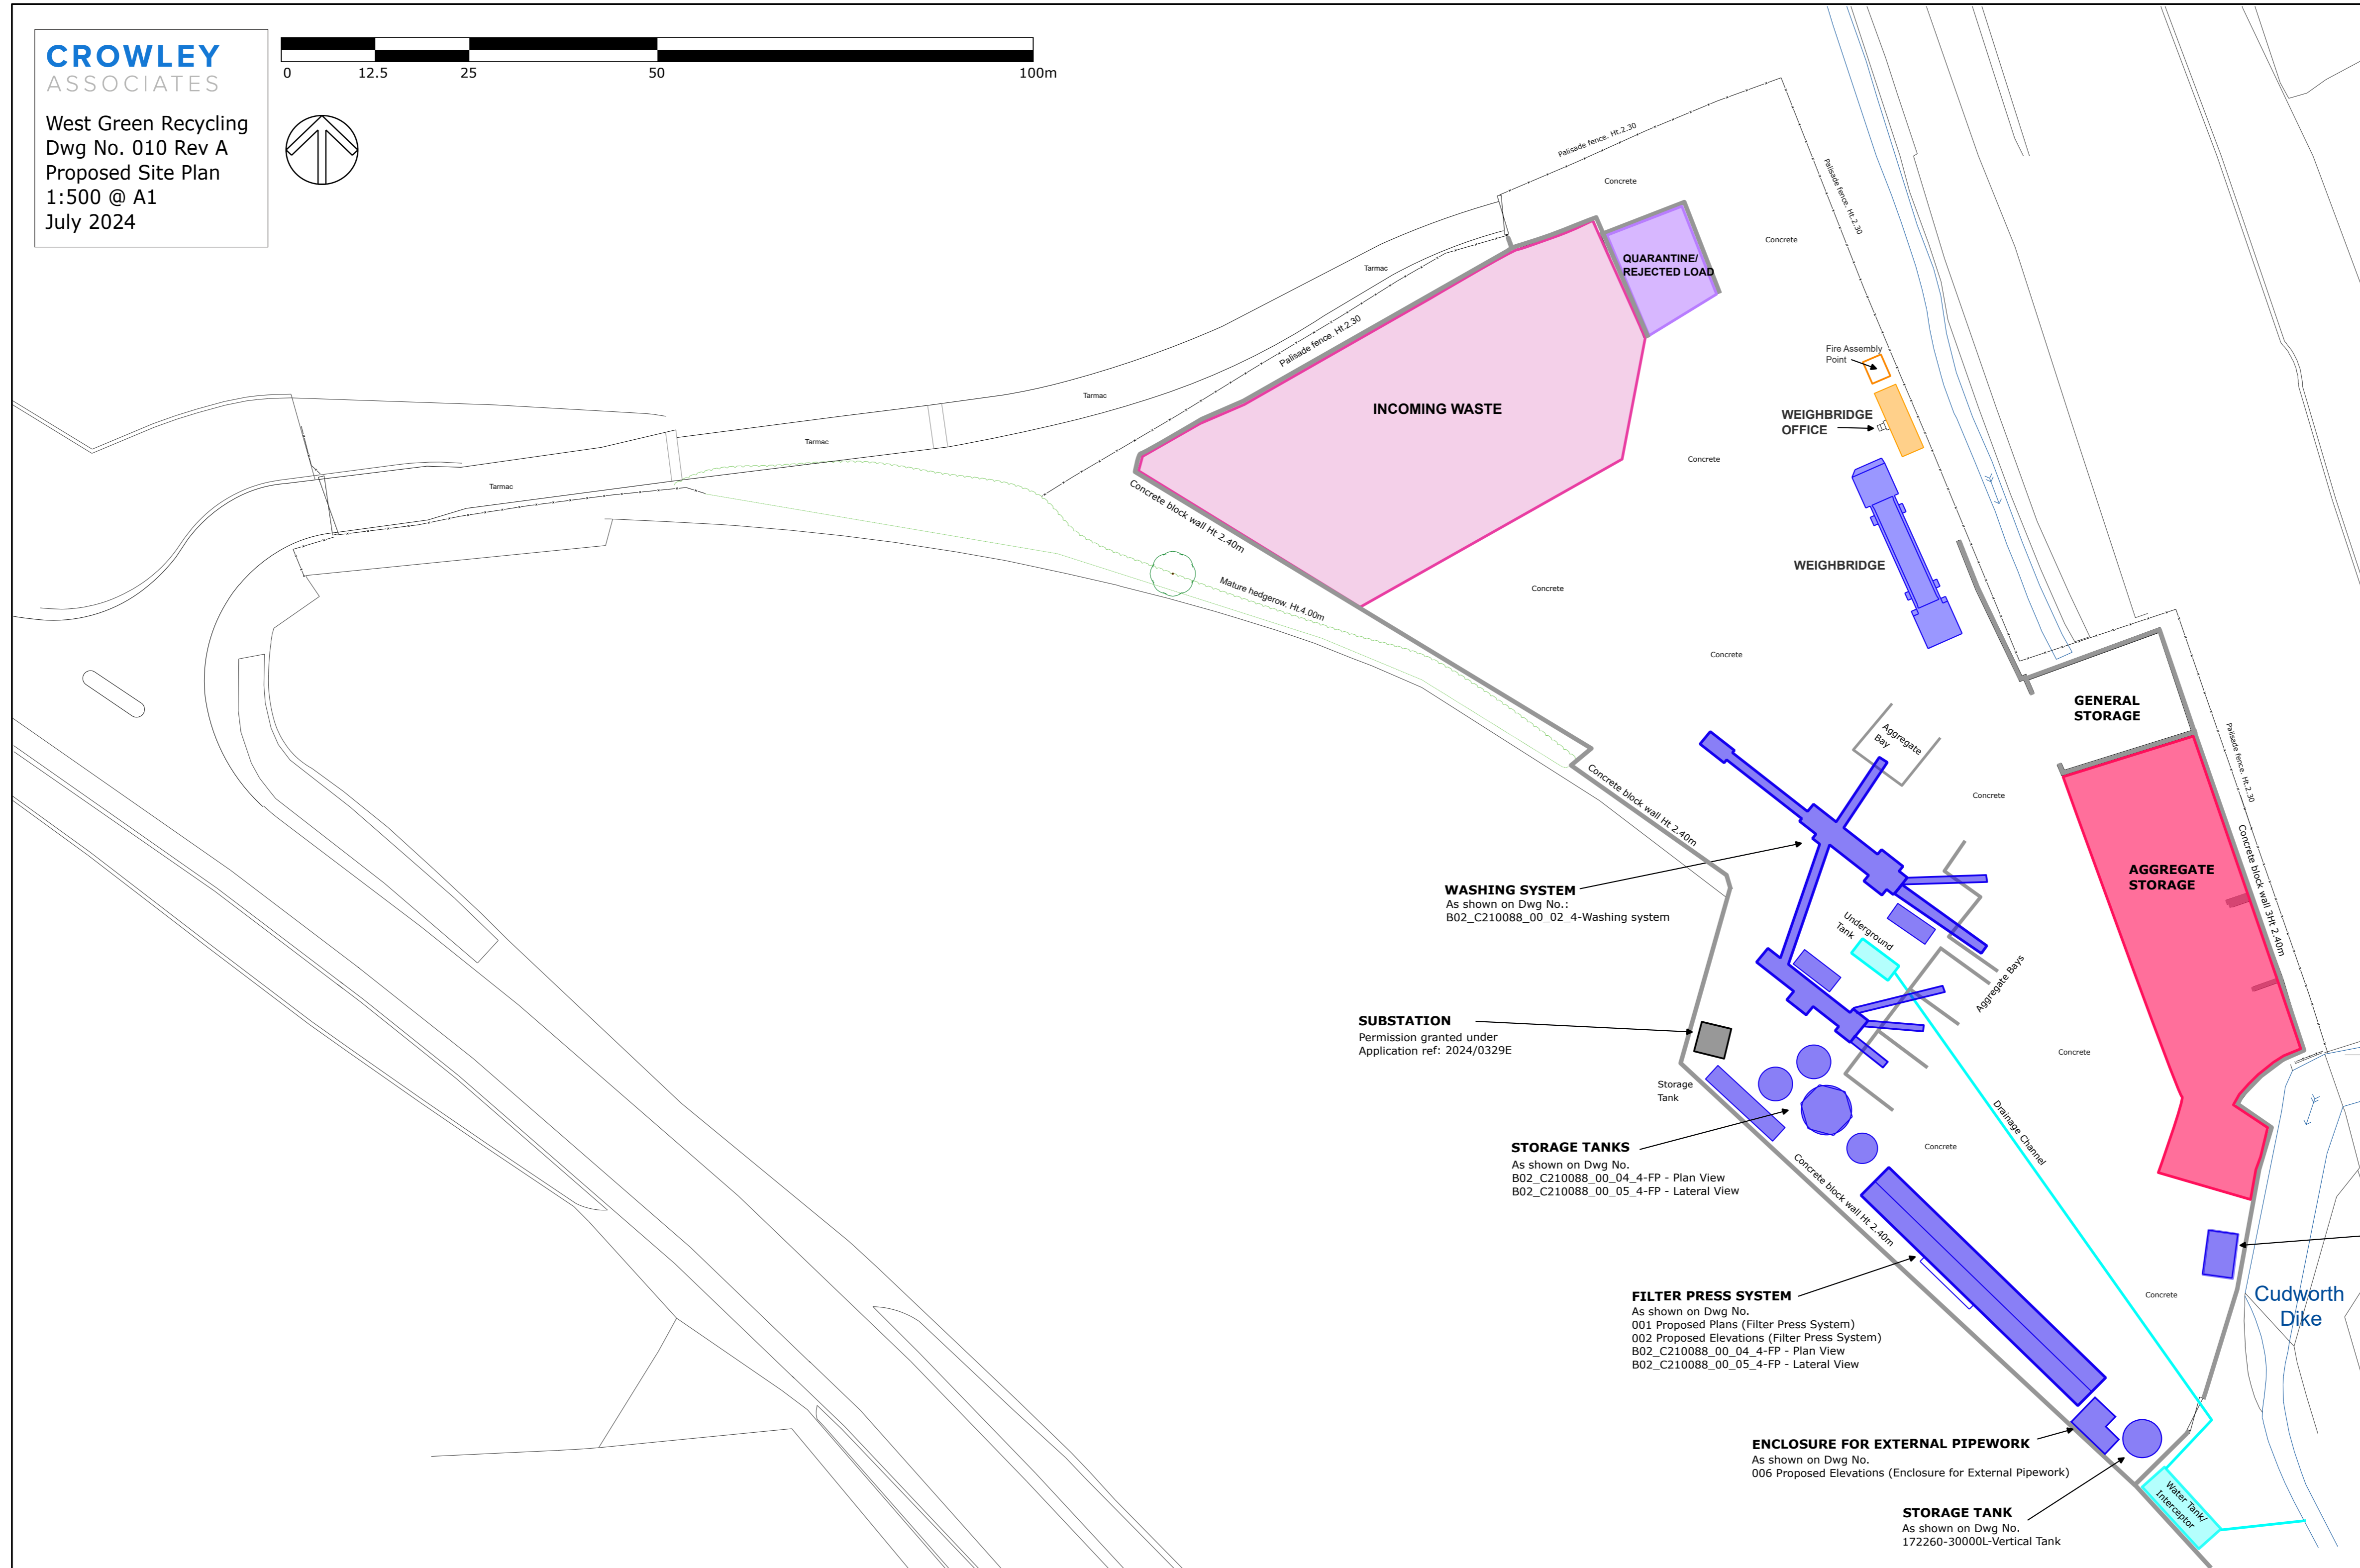 CROWLEY
ASSOCIATES
West Green Recycling
Dwg No. 010 Rev A
Proposed Site Plan
1:500 @ A1
July 2024
0 12.5 25 50 100m
Palisade fence. Ht.2.30
Concrete
Palisade fence. Ht.2.30
Concrete
QUARANTINE/
REJECTED LOAD
Tarmac
Palisade fence. Ht.2.30
Fire Assembly
Point
Tarmac
INCOMING WASTE
WEIGHBRIDGE
OFFICE
Tarmac
Concrete
Tarmac
Concrete block wall Ht 2.40m
WEIGHBRIDGE
Mature hedgerow. Ht.4.00m
Concrete
Concrete
GENERAL
STORAGE
Aggregate
Bay
Palisade fence. Ht.2.30
Concrete
Concrete block wall Ht 2.40m
Concrete block wall 3Ht 2.40m
AGGREGATE
STORAGE
WASHING SYSTEM
As shown on Dwg No.:
B02_C210088_00_02_4-Washing system
Underground
Tank
Aggregate Bays
SUBSTATION
Permission granted under
Application ref: 2024/0329E
Concrete
Storage
Tank
Drainage Channel
STORAGE TANKS
As shown on Dwg No.
B02_C210088_00_04_4-FP - Plan View
B02_C210088_00_05_4-FP - Lateral View
Concrete
Concrete block wall Ht 2.40m
FILTER PRESS SYSTEM
As shown on Dwg No.
001 Proposed Plans (Filter Press System)
002 Proposed Elevations (Filter Press System)
B02_C210088_00_04_4-FP - Plan View
B02_C210088_00_05_4-FP - Lateral View
Concrete
Cudworth
Dike
ENCLOSURE FOR EXTERNAL PIPEWORK
As shown on Dwg No.
006 Proposed Elevations (Enclosure for External Pipework)
Water Tank/
Interceptor
STORAGE TANK
As shown on Dwg No.
172260-30000L-Vertical Tank